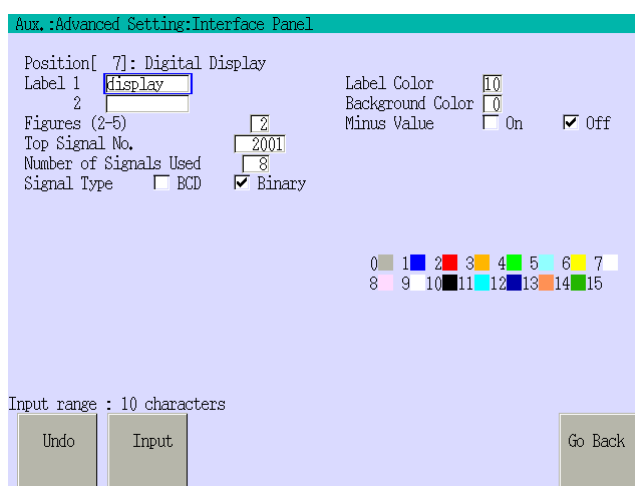 Aux.:Advanced Setting:Interface Panel
Position[ 7]: Digital Display
Label 1 display Label Color 10
2 Background Color 0
Figures (2-5) 2 Minus Value On Off
Top Signal No. 2001
Number of Signals Used 8
Signal Type BCD Binary
0 1 2 3 4 5 6 7
8 9 10 11 12 13 14 15
Input range : 10 characters
Undo Input Go Back